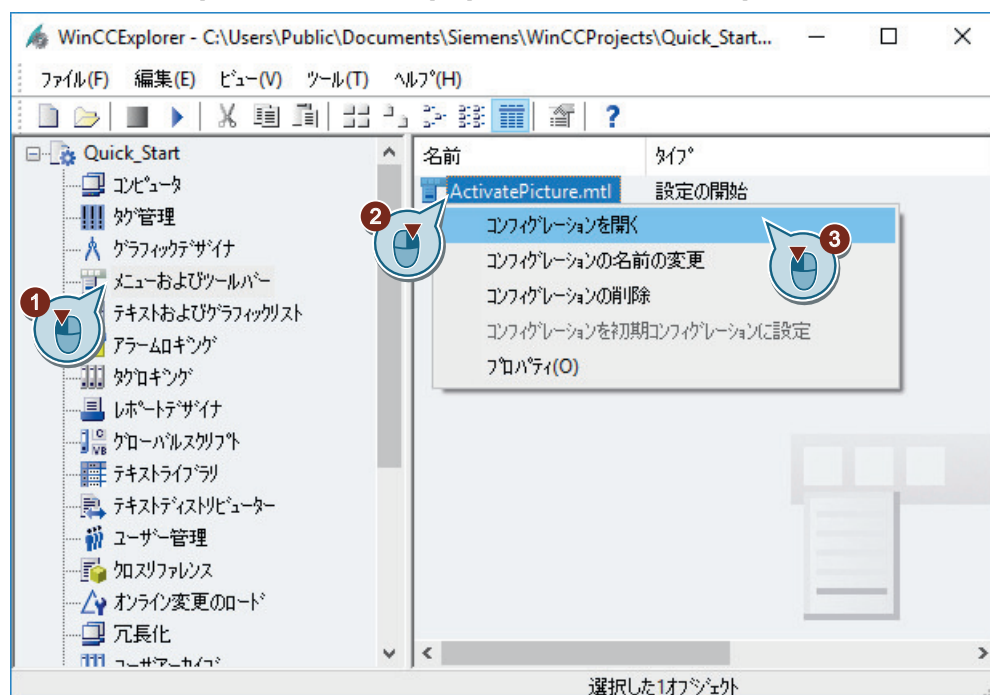 WinCCExplorer - C:\Users\Public\Documents\Siemens\WinCCProjects\Quick_Start...
ファイル(F) 編集(E) ビュー(V) ツール(T) ヘルプ(H)
Quick_Start
コンピュータ
タグ管理
グラフィックデザイナ
メニューおよびツールバー
テキストおよびグラフィックリスト
アラームロギング
タグロギング
レポートデザイナ
グローバルスクリプト
テキストライブラリ
テキストディストリビューター
ユーザー管理
クロスリファレンス
オンライン変更のロード
冗長化
ユーザアーカイブ
名前 タイプ
ActivatePicture.mtl 設定の開始
コンフィグレーションを開く
コンフィグレーションの名前の変更
コンフィグレーションの削除
コンフィグレーションを初期コンフィグレーションに設定
プロパティ(O)
1
2
3
選択した1オブジェクト